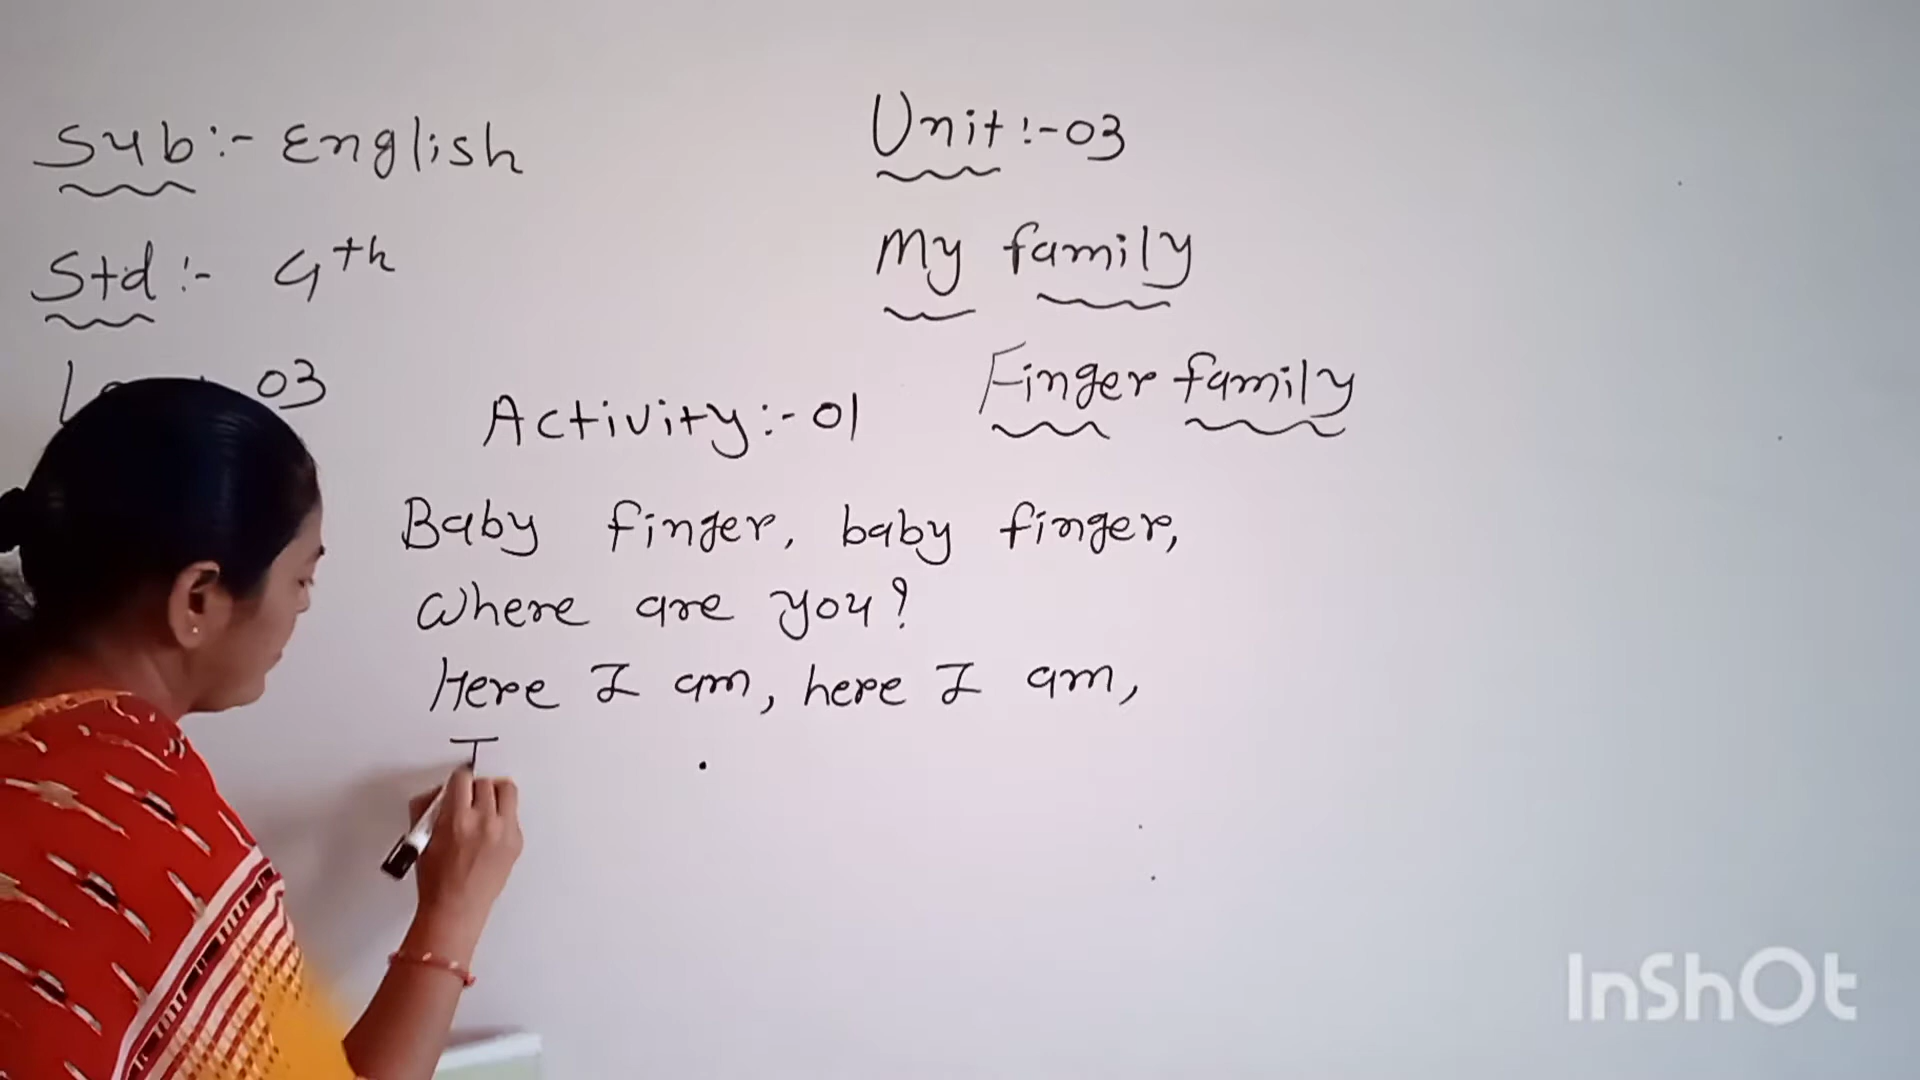 Sub:- English
Unit:-03
Std:- 4th
My family
03
Activity:-01
Finger family
Baby finger, baby finger,
Where are you?
Here I am, here I am,
InShOt